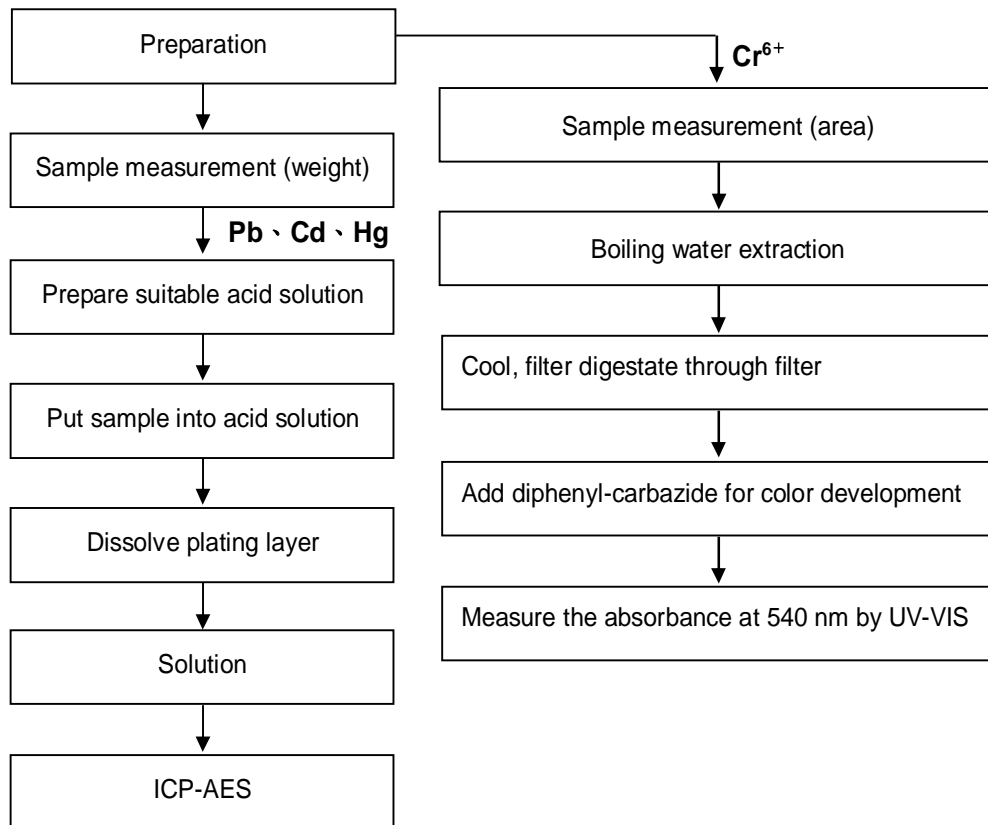 Preparation
Sample measurement (weight)
Pb、Cd、Hg
Prepare suitable acid solution
Put sample into acid solution
Dissolve plating layer
Solution
ICP-AES
Cr⁶⁺
Sample measurement (area)
Boiling water extraction
Cool, filter digestate through filter
Add diphenyl-carbazide for color development
Measure the absorbance at 540 nm by UV-VIS